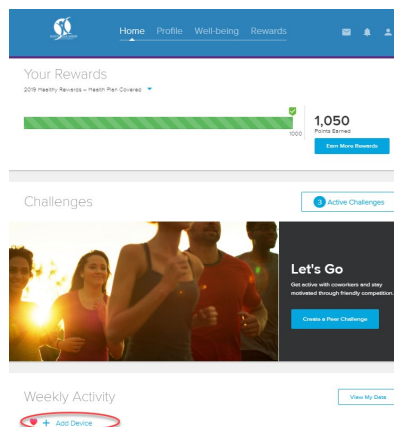 Home Profile Well-being Rewards
Your Rewards
2019 Healthy Rewards – Health Plan Covered
1000
1,050
Points Earned
Earn More Rewards
Challenges
3 Active Challenges
Let's Go
Get active with coworkers and stay
motivated through friendly competition.
Create a Peer Challenge
Weekly Activity
View My Data
+ Add Device